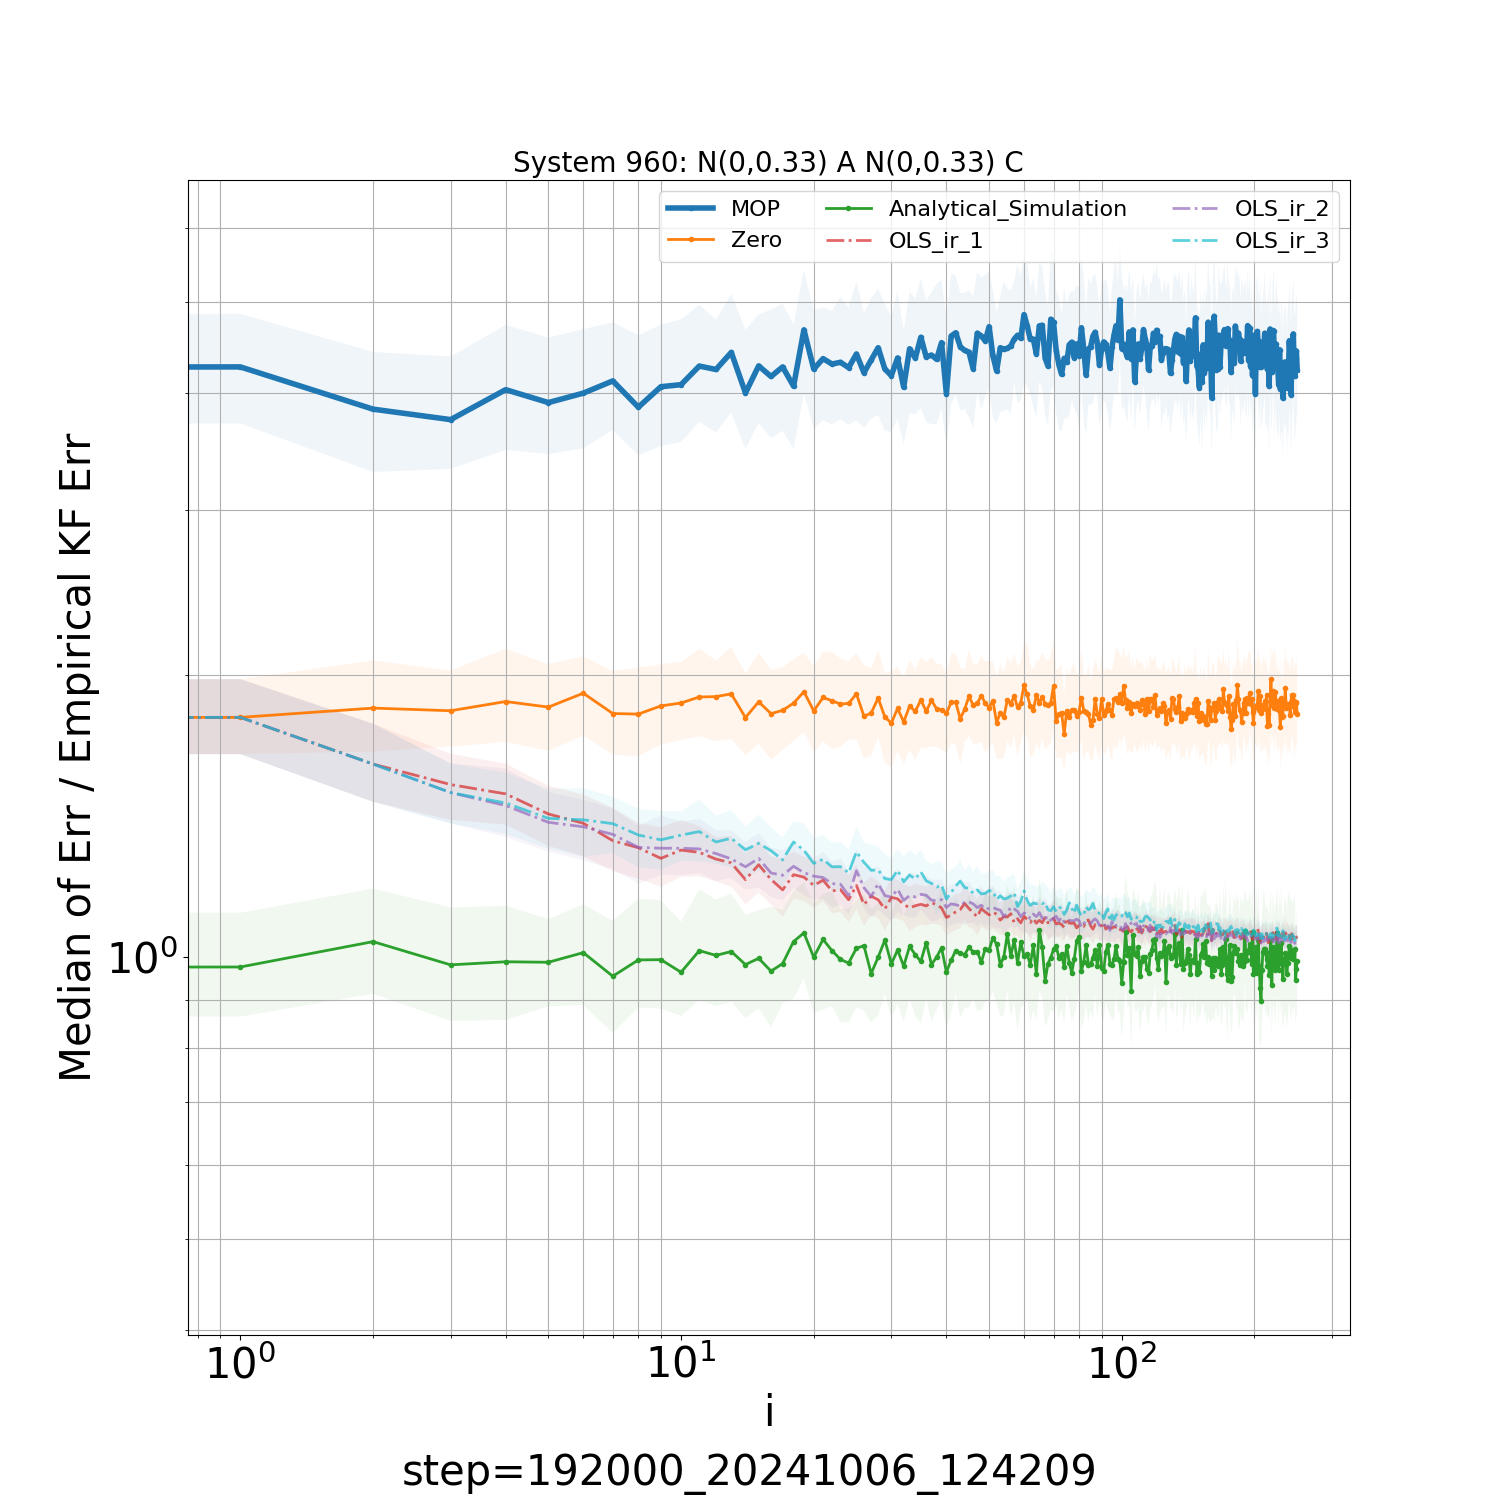 System 960: N(0,0.33) A N(0,0.33) C
MOP
Zero
Analytical_Simulation
OLS_ir_1
OLS_ir_2
OLS_ir_3
Median of Err / Empirical KF Err
10⁰
10⁰ 10¹ 10²
i
step=192000_20241006_124209